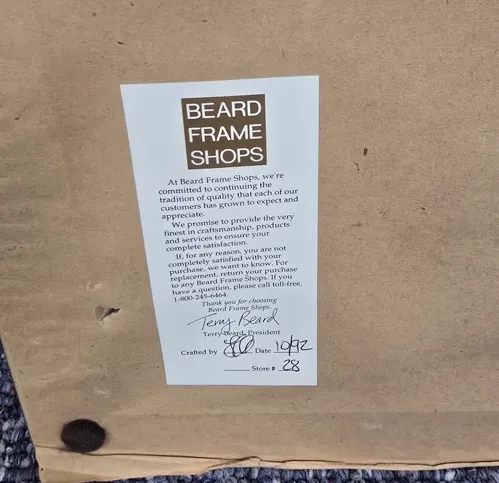 BEARD
FRAME
SHOPS
At Beard Frame Shops, we're
committed to continuing the
tradition of quality that each of our
customers has grown to expect and
appreciate.
We promise to provide the very
finest in craftsmanship, products
and services to ensure your
complete satisfaction.
If, for any reason, you are not
completely satisfied with your
purchase, we want to know. For
replacement, return your purchase
to any Beard Frame Shops. If you
have a question, please call toll-free,
1-800-245-6464.
Thank you for choosing
Beard Frame Shops.
Terry Beard
Terry Beard, President
Crafted by Date 10/92
Store # 28